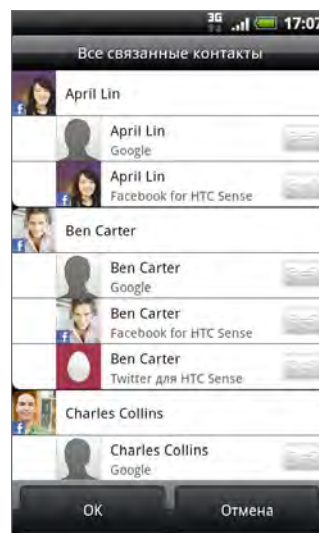 3G 17:07
Все связанные контакты
April Lin
April Lin
Google
April Lin
Facebook for HTC Sense
Ben Carter
Ben Carter
Google
Ben Carter
Facebook for HTC Sense
Ben Carter
Twitter для HTC Sense
Charles Collins
Charles Collins
Google
ОК Отмена